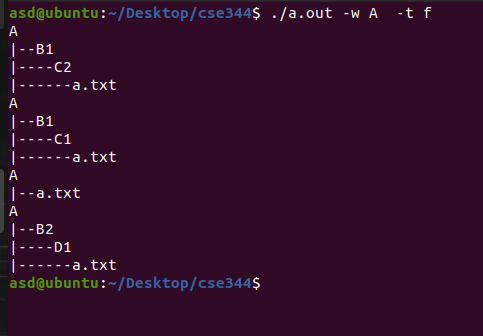 asd@ubuntu:~/Desktop/cse344$ ./a.out -w A  -t f
A
|--B1
|----C2
|------a.txt
A
|--B1
|----C1
|------a.txt
A
|--a.txt
A
|--B2
|----D1
|------a.txt
asd@ubuntu:~/Desktop/cse344$